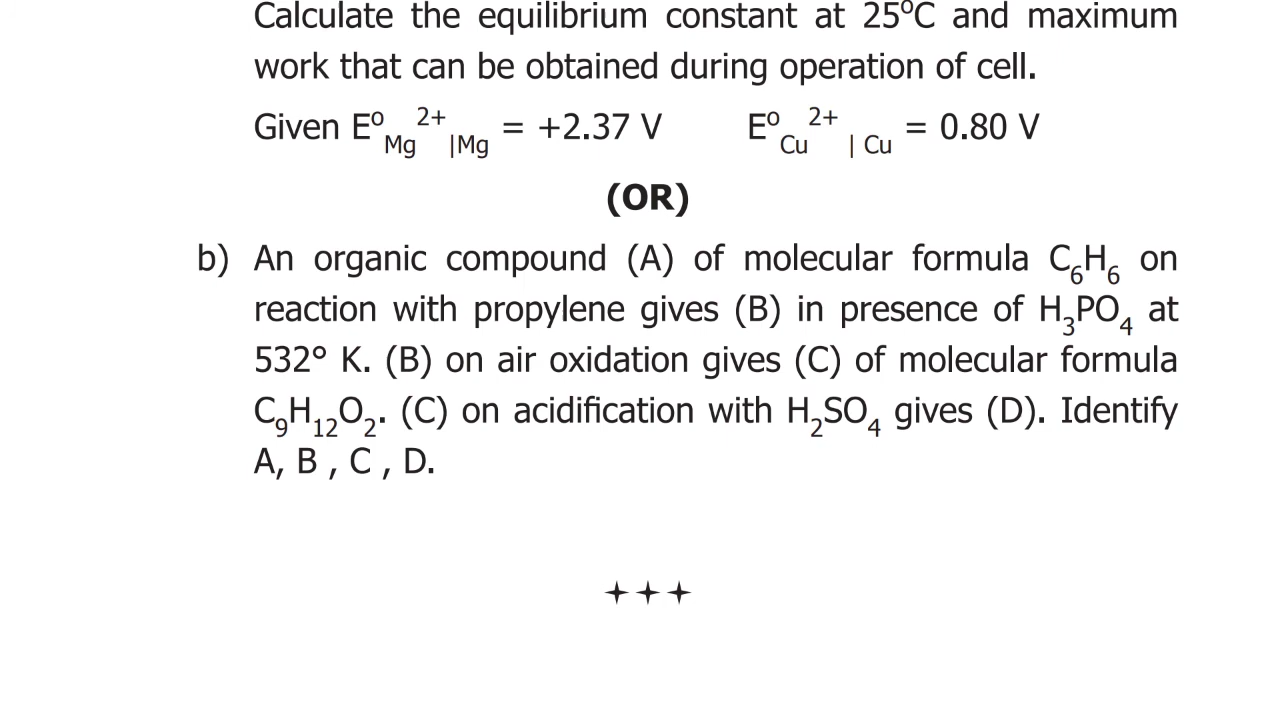 Calculate the equilibrium constant at 25°C and maximum
work that can be obtained during operation of cell.
Given E°Mg²⁺|Mg = +2.37 V E°Cu²⁺ | Cu = 0.80 V
(OR)
b) An organic compound (A) of molecular formula C₆H₆ on
reaction with propylene gives (B) in presence of H₃PO₄ at
532° K. (B) on air oxidation gives (C) of molecular formula
C₉H₁₂O₂. (C) on acidification with H₂SO₄ gives (D). Identify
A, B , C , D.